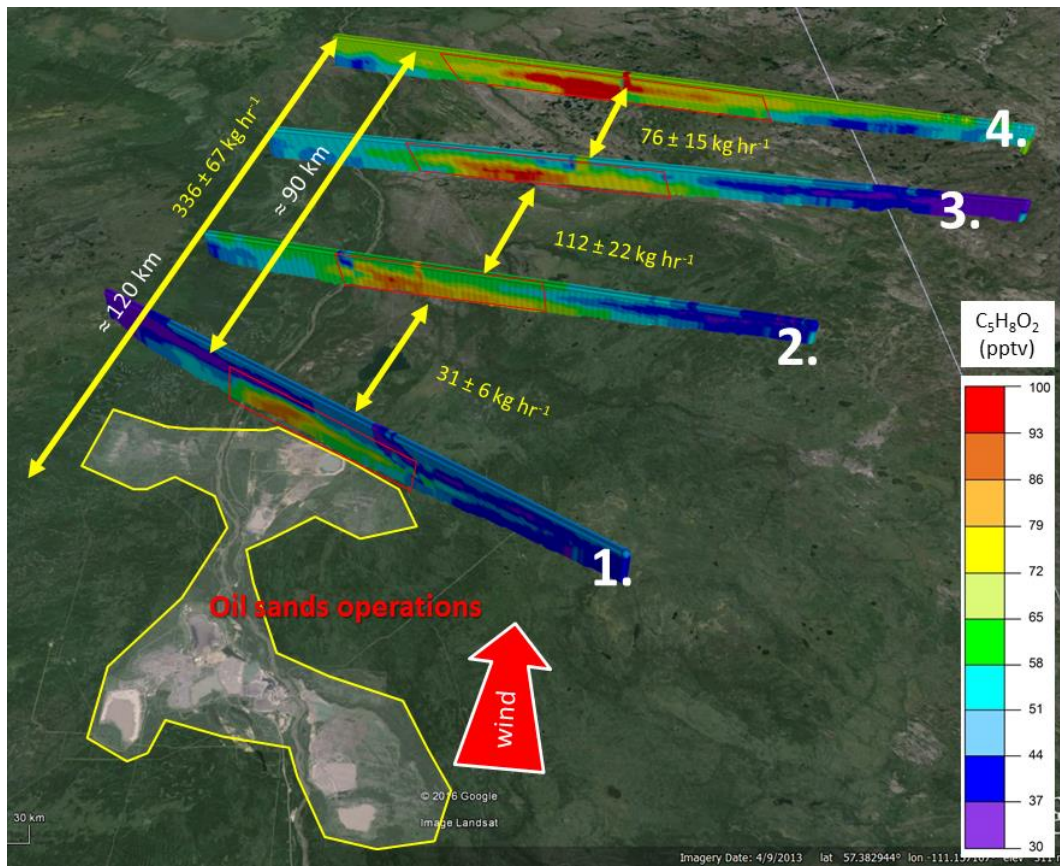 4.
336 ± 67 kg hr⁻¹
76 ± 15 kg hr⁻¹
≈ 90 km
3.
112 ± 22 kg hr⁻¹
≈ 120 km
2.
31 ± 6 kg hr⁻¹
1.
Oil sands operations
wind
C₅H₈O₂
(pptv)
100
93
86
79
72
65
58
51
44
37
30
30 km
© 2016 Google
Image Landsat
Imagery Date: 4/9/2013 lat 57.382944° lon